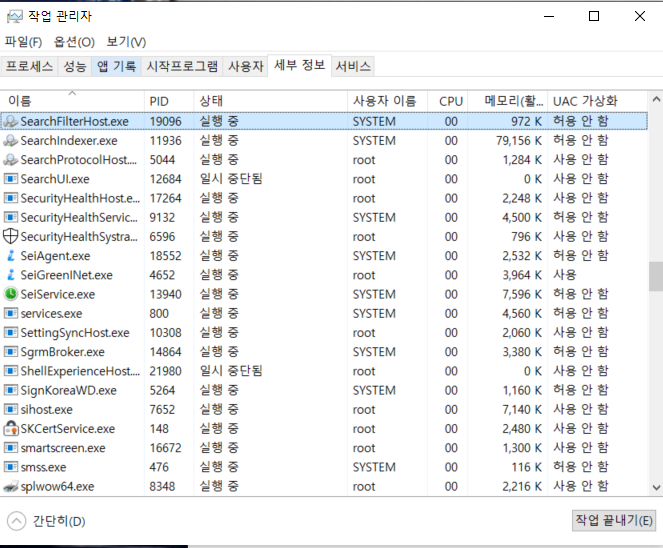 작업 관리자
파일(F) 옵션(O) 보기(V)
프로세스 성능 앱 기록 시작프로그램 사용자 세부 정보 서비스
이름 PID 상태 사용자 이름 CPU 메모리(활... UAC 가상화
SearchFilterHost.exe 19096 실행 중 SYSTEM 00 972 K 허용 안 함
SearchIndexer.exe 11936 실행 중 SYSTEM 00 79,156 K 허용 안 함
SearchProtocolHost.... 5044 실행 중 root 00 1,284 K 사용 안 함
SearchUI.exe 12684 일시 중단됨 root 00 0 K 사용 안 함
SecurityHealthHost.e... 17264 실행 중 root 00 2,248 K 사용 안 함
SecurityHealthServic... 9132 실행 중 SYSTEM 00 4,500 K 허용 안 함
SecurityHealthSystra... 6596 실행 중 root 00 796 K 사용 안 함
SeiAgent.exe 18552 실행 중 SYSTEM 00 2,532 K 허용 안 함
SeiGreenINet.exe 4652 실행 중 root 00 3,964 K 사용
SeiService.exe 13940 실행 중 SYSTEM 00 7,596 K 허용 안 함
services.exe 800 실행 중 SYSTEM 00 4,560 K 허용 안 함
SettingSyncHost.exe 10308 실행 중 root 00 2,060 K 사용 안 함
SgrmBroker.exe 14864 실행 중 SYSTEM 00 3,380 K 허용 안 함
ShellExperienceHost.... 21980 일시 중단됨 root 00 0 K 사용 안 함
SignKoreaWD.exe 5264 실행 중 SYSTEM 00 1,160 K 허용 안 함
sihost.exe 7652 실행 중 root 00 7,140 K 사용 안 함
SKCertService.exe 148 실행 중 root 00 2,480 K 사용 안 함
smartscreen.exe 16672 실행 중 root 00 1,300 K 사용 안 함
smss.exe 476 실행 중 SYSTEM 00 116 K 허용 안 함
splwow64.exe 8348 실행 중 root 00 2,216 K 사용 안 함
간단히(D) 작업 끝내기(E)